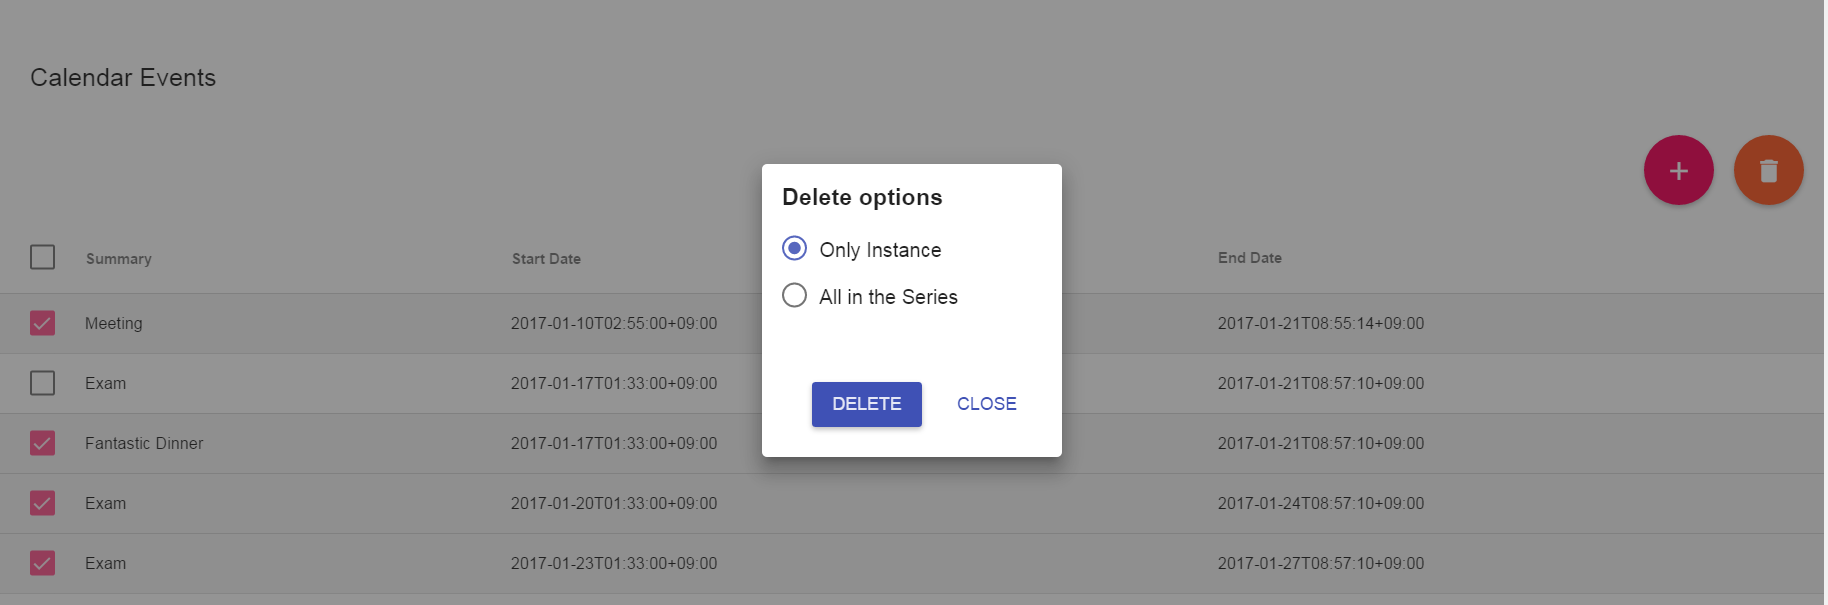 Calendar Events
+
Delete options
Only Instance
All in the Series
DELETE CLOSE
Summary Start Date End Date
Meeting 2017-01-10T02:55:00+09:00 2017-01-21T08:55:14+09:00
Exam 2017-01-17T01:33:00+09:00 2017-01-21T08:57:10+09:00
Fantastic Dinner 2017-01-17T01:33:00+09:00 2017-01-21T08:57:10+09:00
Exam 2017-01-20T01:33:00+09:00 2017-01-24T08:57:10+09:00
Exam 2017-01-23T01:33:00+09:00 2017-01-27T08:57:10+09:00